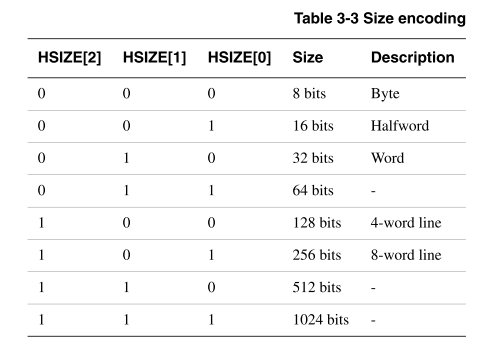 Table 3-3 Size encoding
HSIZE[2] HSIZE[1] HSIZE[0] Size Description
0 0 0 8 bits Byte
0 0 1 16 bits Halfword
0 1 0 32 bits Word
0 1 1 64 bits -
1 0 0 128 bits 4-word line
1 0 1 256 bits 8-word line
1 1 0 512 bits -
1 1 1 1024 bits -